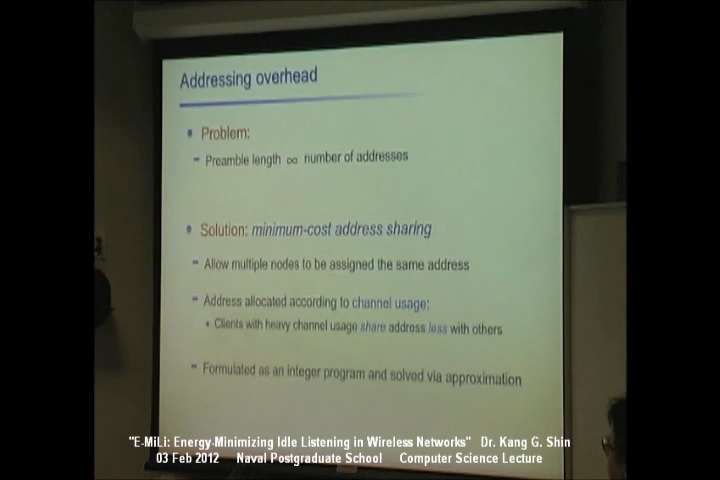 Addressing overhead
• Problem:
– Preamble length ∞ number of addresses
• Solution: minimum-cost address sharing
– Allow multiple nodes to be assigned the same address
– Address allocated according to channel usage:
• Clients with heavy channel usage share address less with others
– Formulated as an integer program and solved via approximation
"E-MiLi: Energy-Minimizing Idle Listening in Wireless Networks" Dr. Kang G. Shin
03 Feb 2012 Naval Postgraduate School Computer Science Lecture